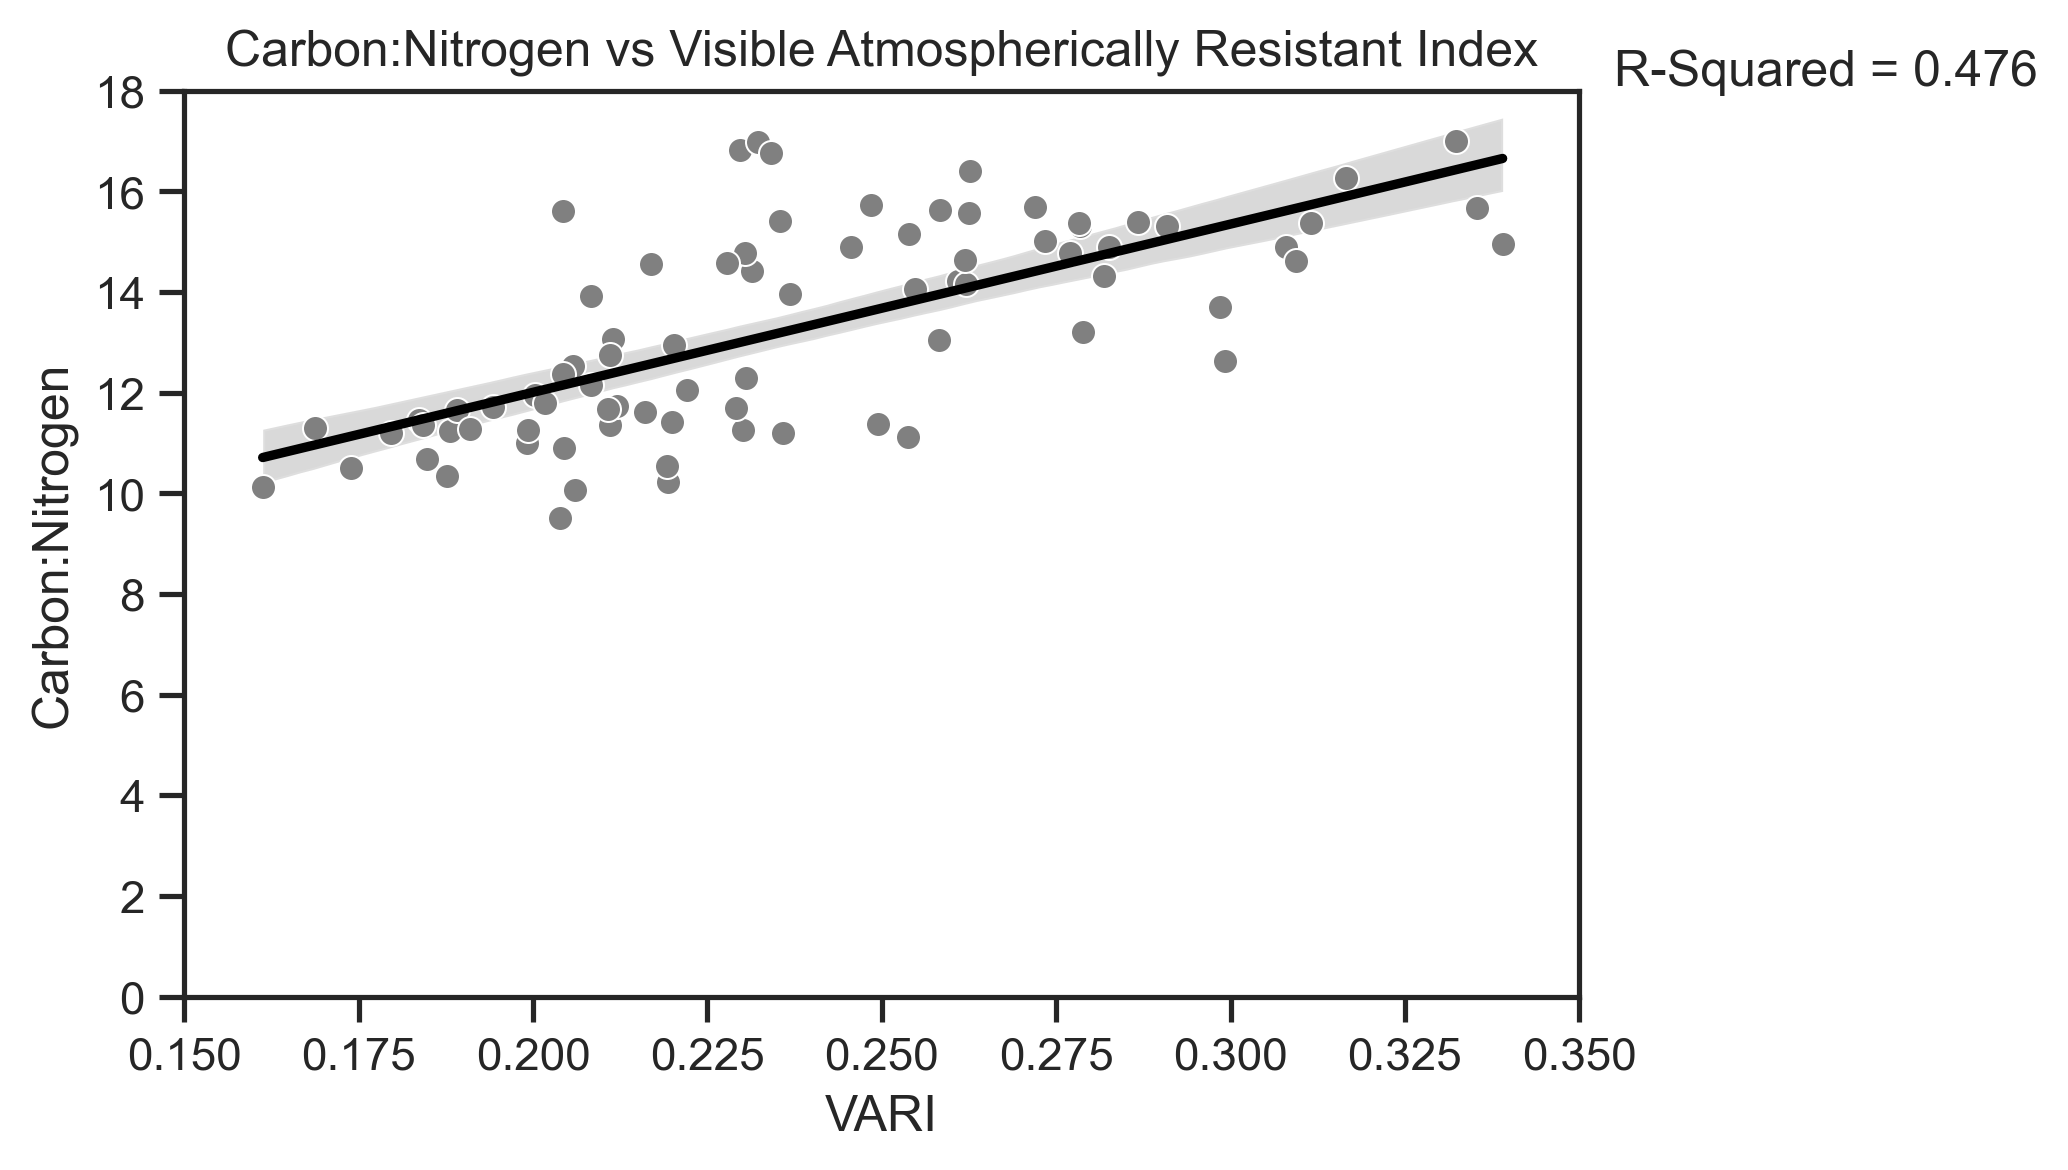 Carbon:Nitrogen vs Visible Atmospherically Resistant Index
R-Squared = 0.476
Carbon:Nitrogen
18
16
14
12
10
8
6
4
2
0
0.150 0.175 0.200 0.225 0.250 0.275 0.300 0.325 0.350
VARI